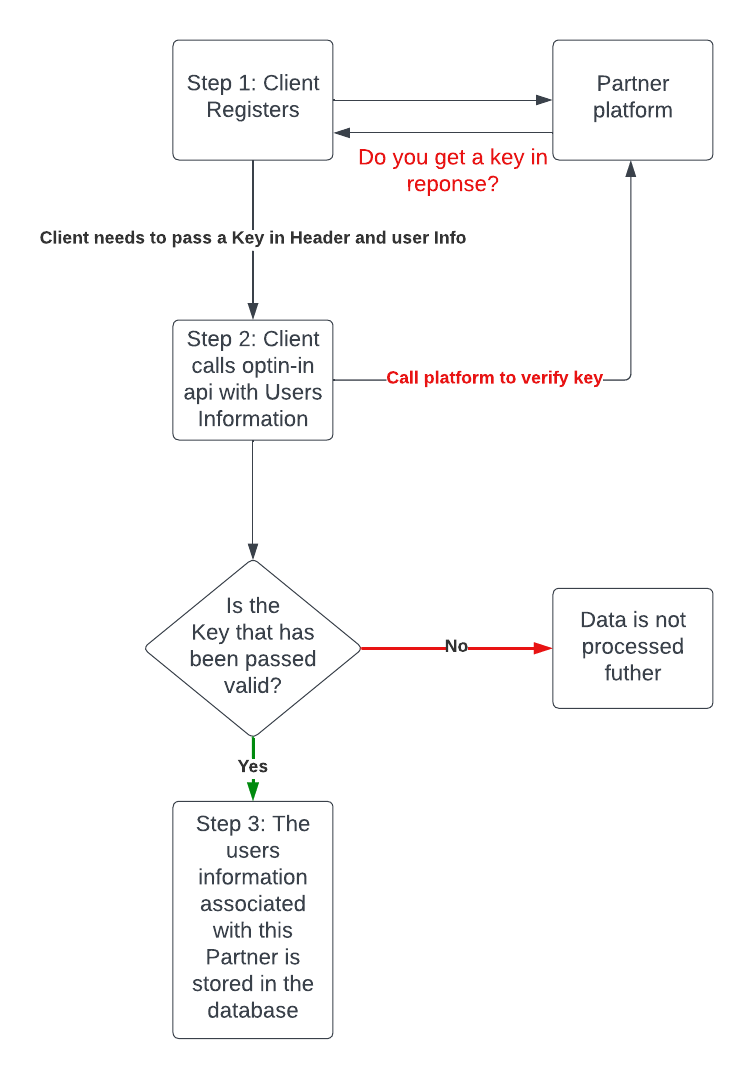 Step 1: Client
Registers
Partner
platform
Do you get a key in
reponse?
Client needs to pass a Key in Header and user Info
Step 2: Client
calls optin-in
api with Users
Information
Call platform to verify key
Is the
Key that has
been passed
valid?
No
Data is not
processed
futher
Yes
Step 3: The
users
information
associated
with this
Partner is
stored in the
database